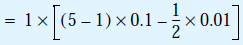 = 1 × [(5 − 1) × 0.1 − 1/2 × 0.01]